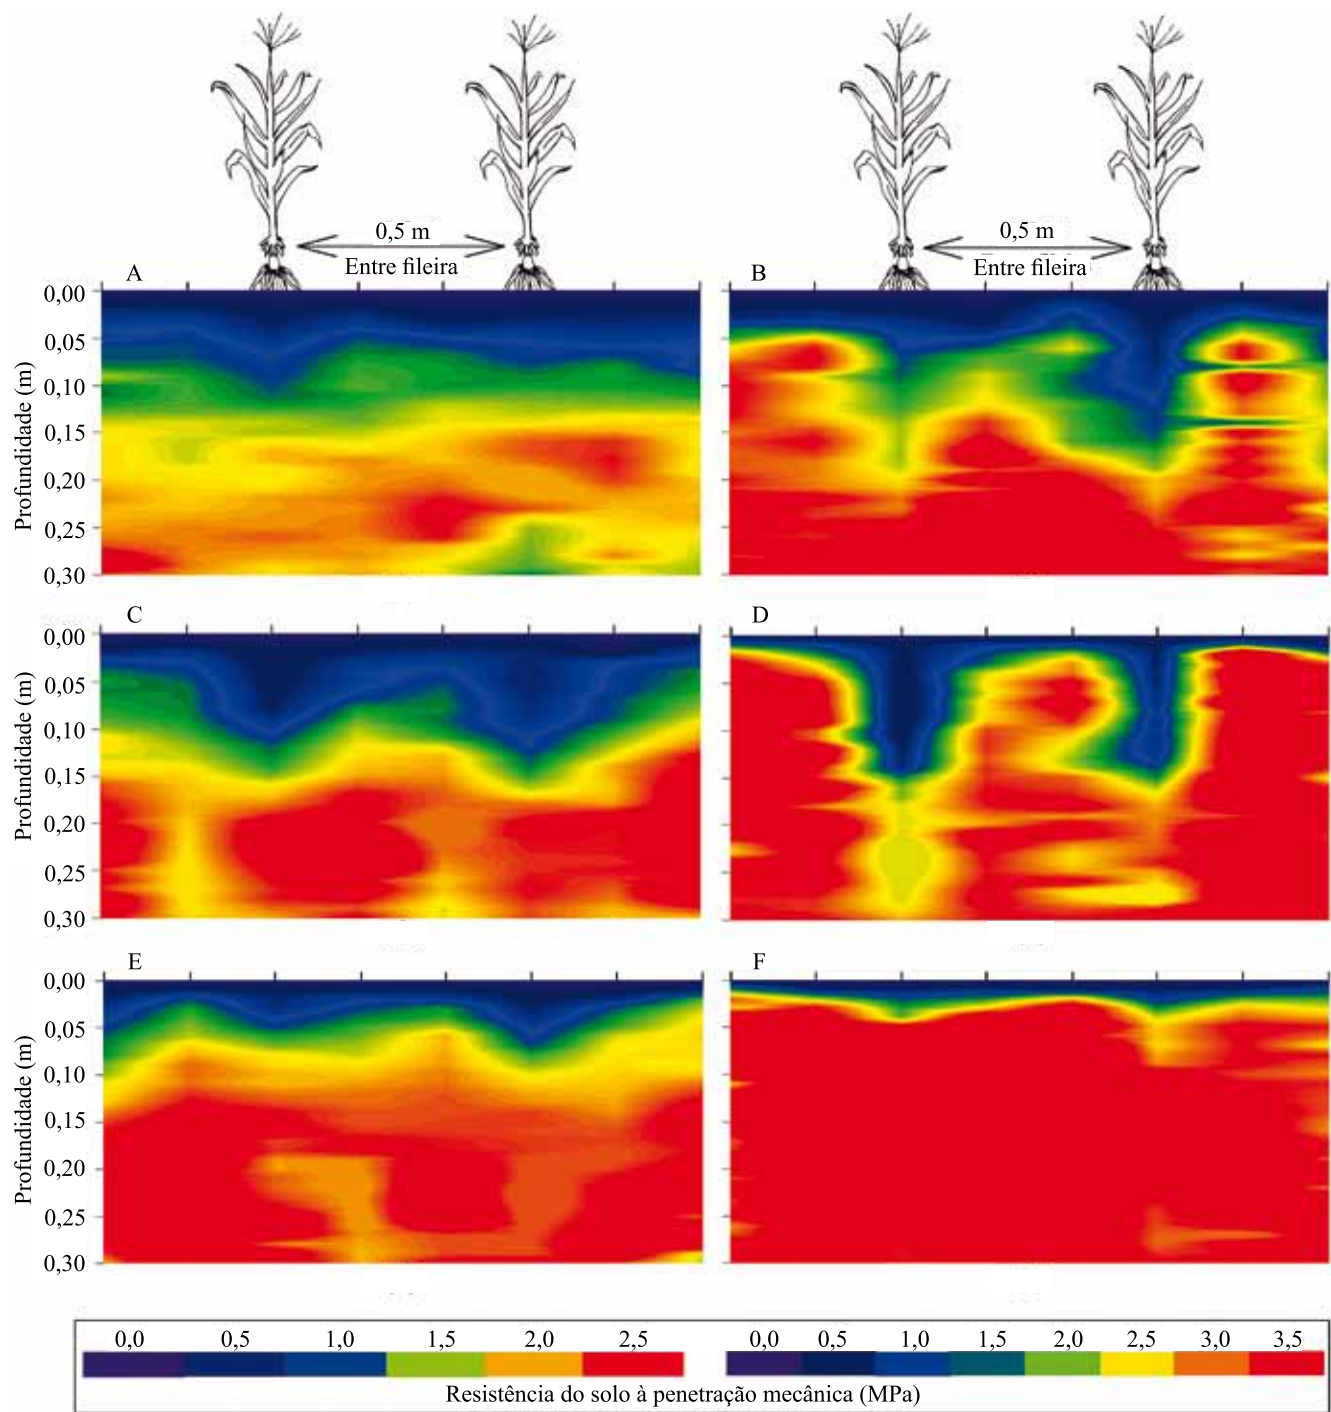 0,5 m
Entre fileira
0,5 m
Entre fileira
A
B
Profundidade (m)
0,00
0,05
0,10
0,15
0,20
0,25
0,30
C
D
Profundidade (m)
0,00
0,05
0,10
0,15
0,20
0,25
0,30
E
F
Profundidade (m)
0,00
0,05
0,10
0,15
0,20
0,25
0,30
0,0 0,5 1,0 1,5 2,0 2,5
0,0 0,5 1,0 1,5 2,0 2,5 3,0 3,5
Resistência do solo à penetração mecânica (MPa)